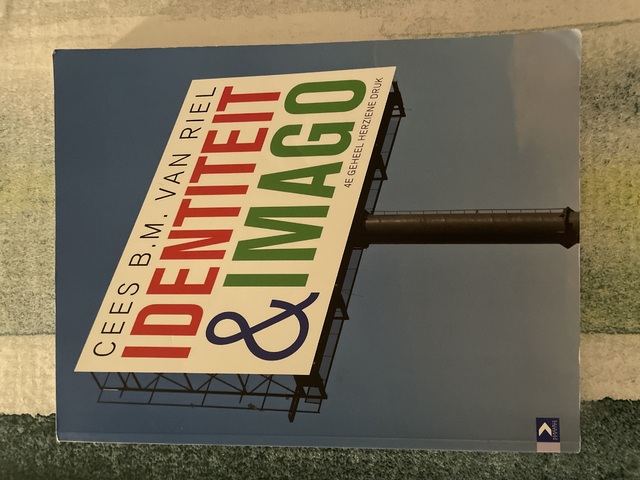 CEES B.M. VAN RIEL
IDENTITEIT
& IMAGO
4E GEHEEL HERZIENE DRUK